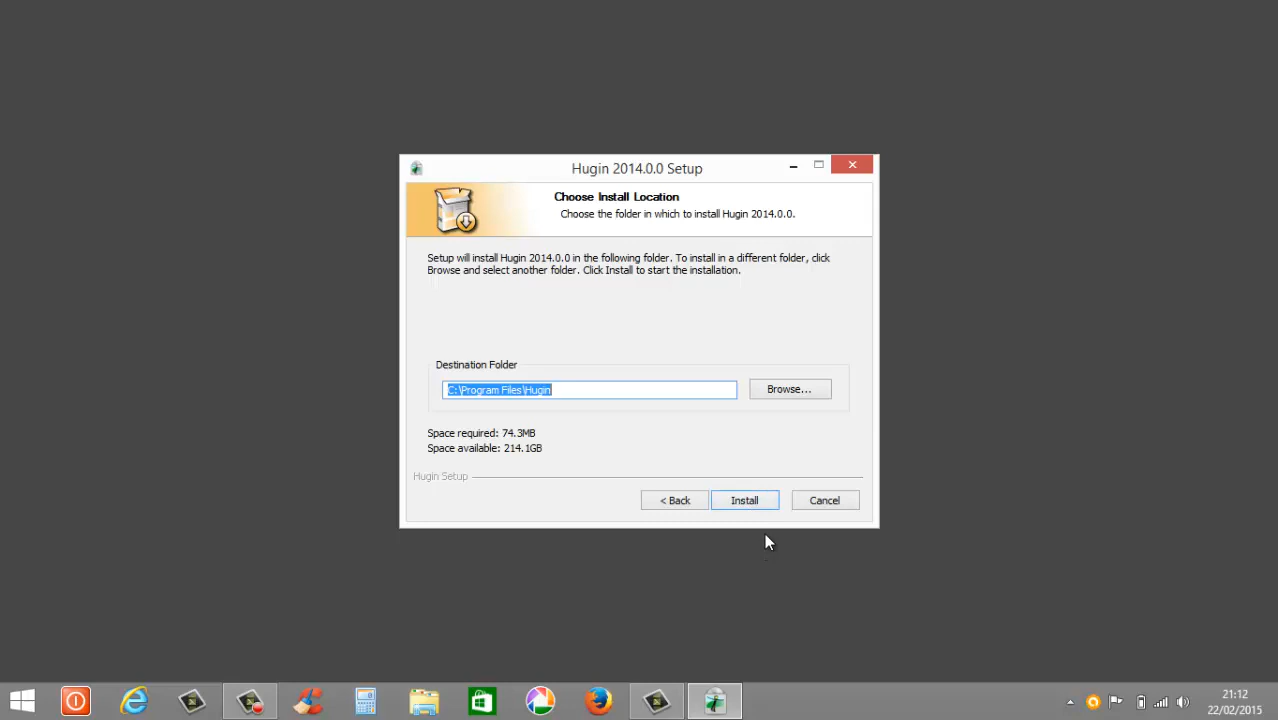 Hugin 2014.0.0 Setup
Choose Install Location
Choose the folder in which to install Hugin 2014.0.0.
Setup will install Hugin 2014.0.0 in the following folder. To install in a different folder, click
Browse and select another folder. Click Install to start the installation.
Destination Folder
C:\Program Files\Hugin
Browse...
Space required: 74.3MB
Space available: 214.1GB
Hugin Setup
< Back
Install
Cancel
21:12
22/02/2015